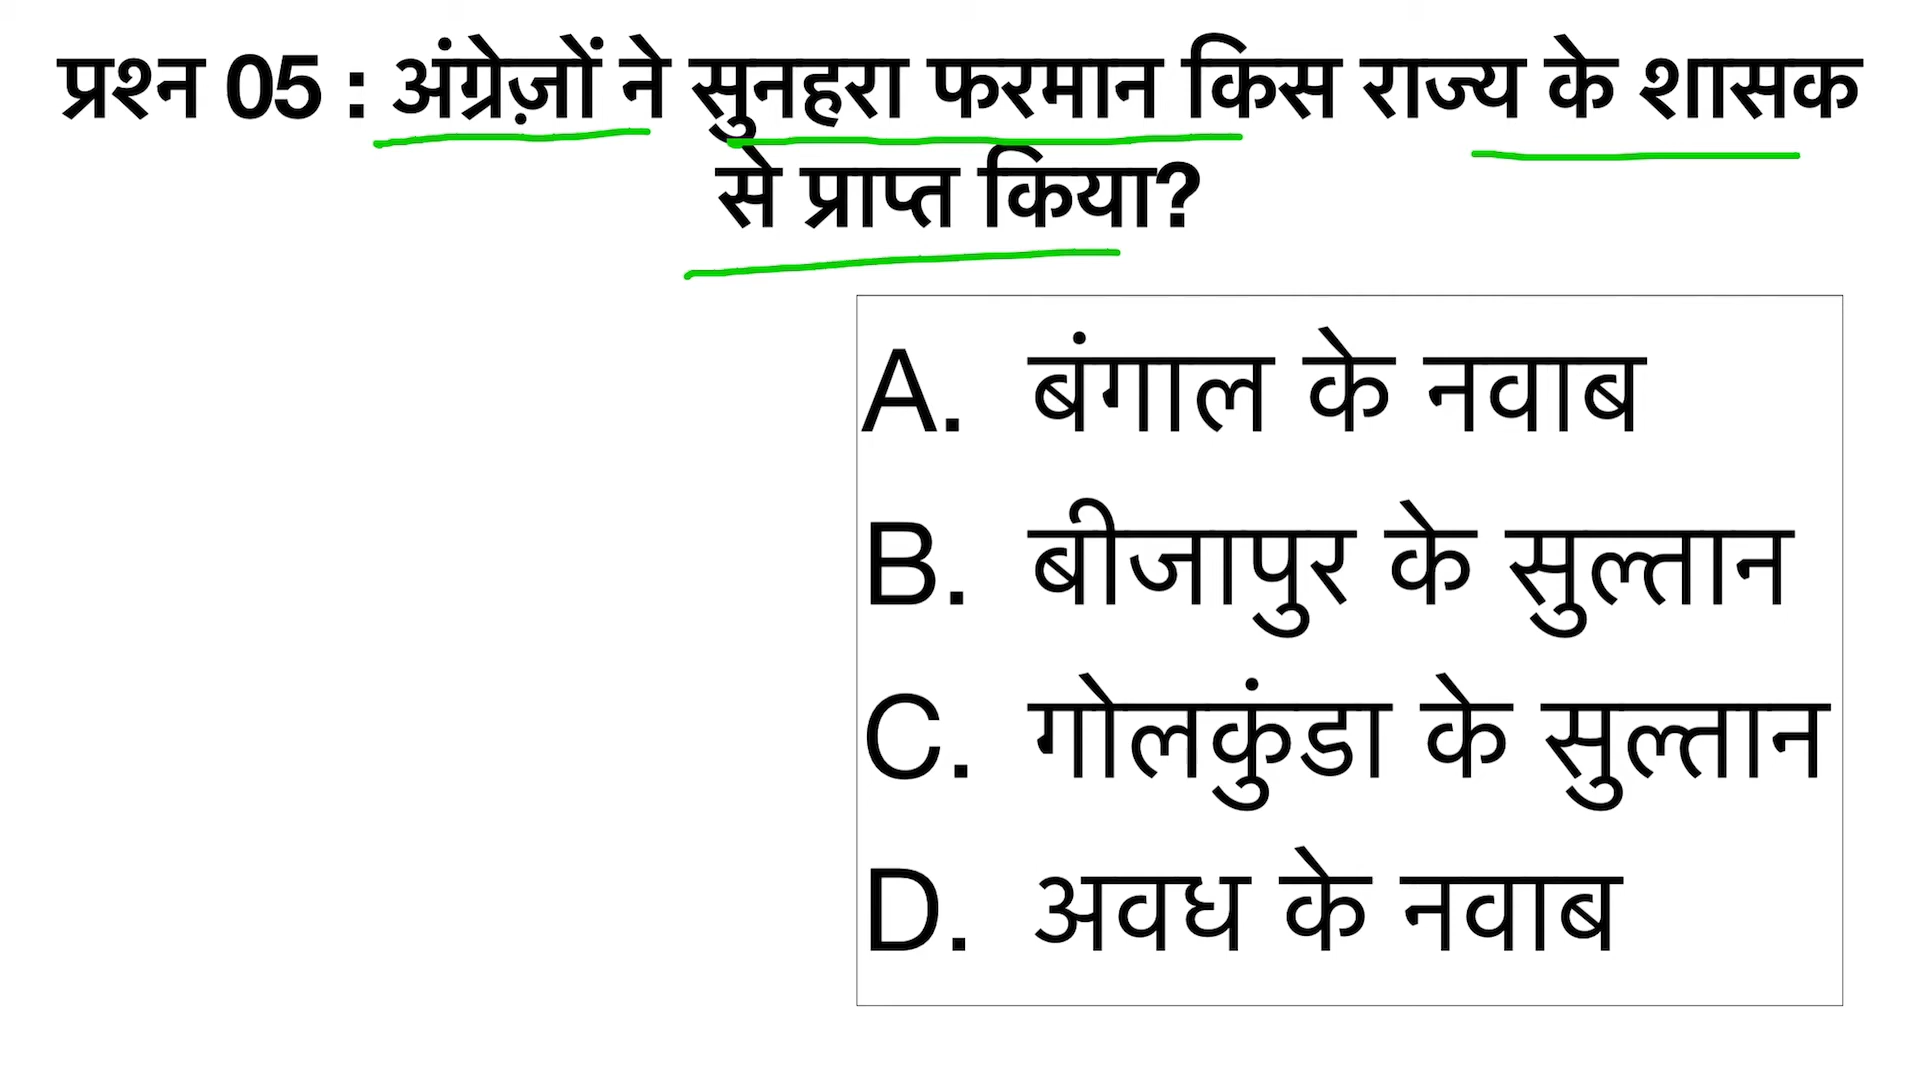 प्रश्न 05 : अंग्रेज़ों ने सुनहरा फरमान किस राज्य के शासक
से प्राप्त किया?
A. बंगाल के नवाब
B. बीजापुर के सुल्तान
C. गोलकुंडा के सुल्तान
D. अवध के नवाब